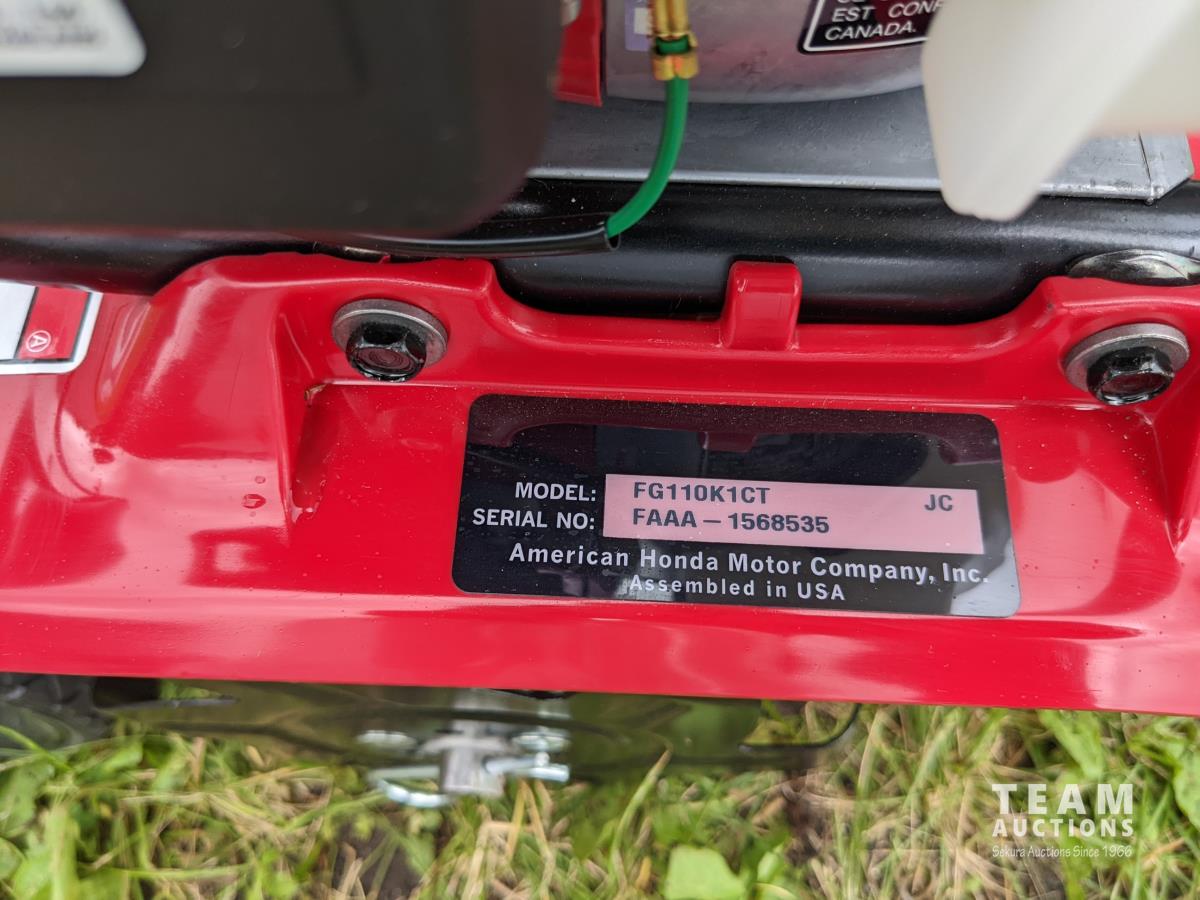 EST CONF
CANADA.
A
MODEL: FG110K1CT JC
SERIAL NO: FAAA – 1568535
American Honda Motor Company, Inc.
Assembled in USA
TEAM
AUCTIONS
Sekura Auctions Since 1966